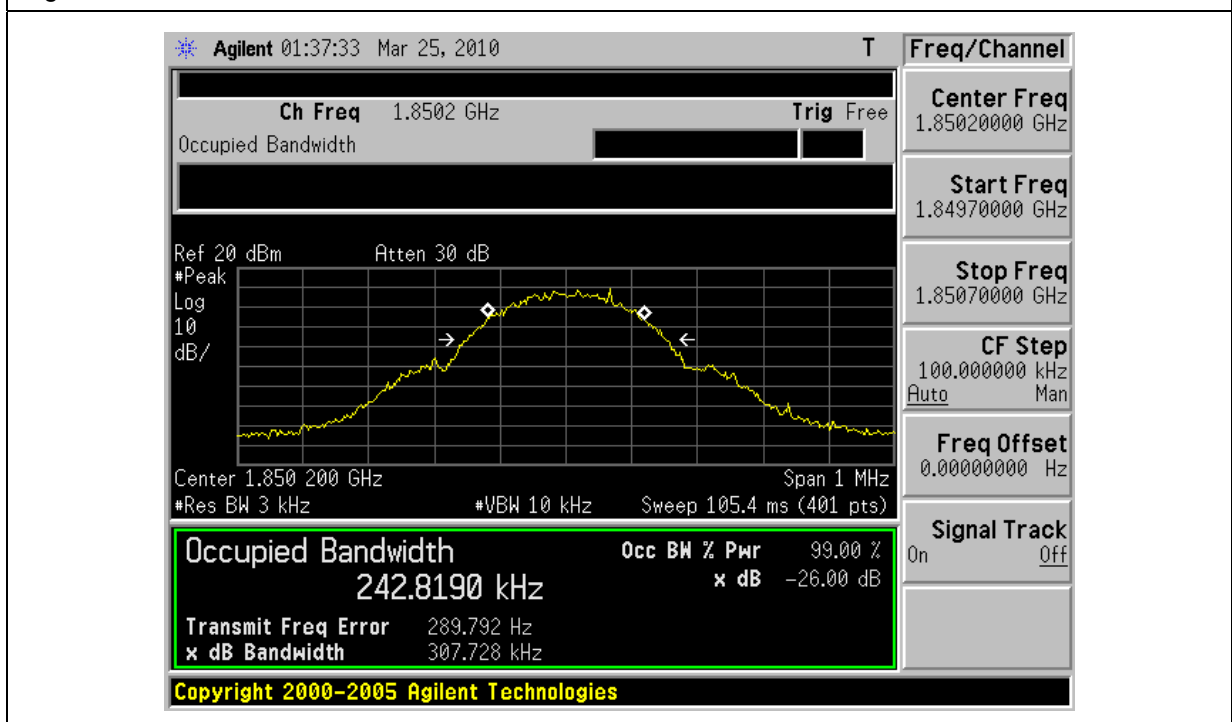 Agilent 01:37:33 Mar 25, 2010 T Freq/Channel
Ch Freq 1.8502 GHz Trig Free
Occupied Bandwidth
Center Freq
1.85020000 GHz
Start Freq
1.84970000 GHz
Stop Freq
1.85070000 GHz
CF Step
100.000000 kHz
Auto Man
Freq Offset
0.00000000 Hz
Signal Track
On Off
Ref 20 dBm Atten 30 dB
#Peak
Log
10
dB/
Center 1.850 200 GHz Span 1 MHz
#Res BW 3 kHz #VBW 10 kHz Sweep 105.4 ms (401 pts)
Occupied Bandwidth Occ BW % Pwr 99.00 %
242.8190 kHz x dB -26.00 dB
Transmit Freq Error 289.792 Hz
x dB Bandwidth 307.728 kHz
Copyright 2000-2005 Agilent Technologies